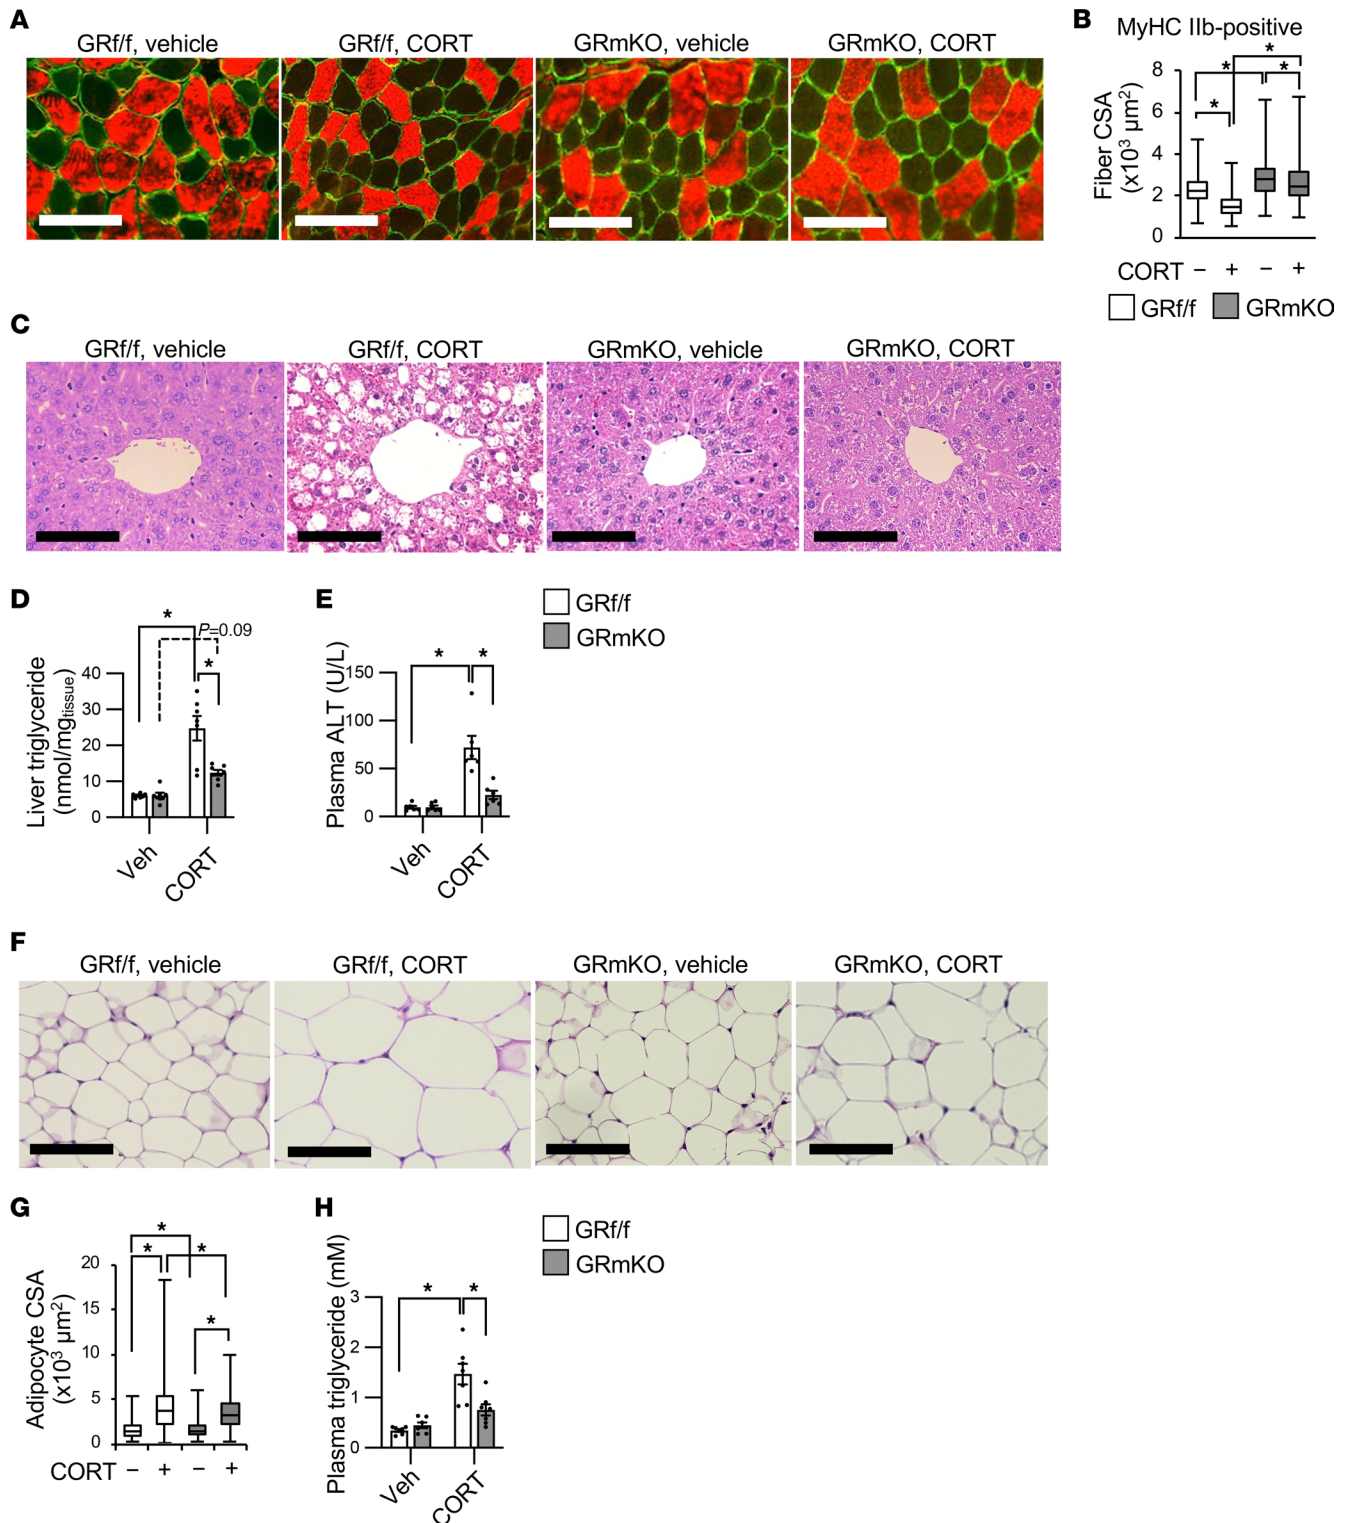 A
GRf/f, vehicle
GRf/f, CORT
GRmKO, vehicle
GRmKO, CORT
B
MyHC IIb-positive
Fiber CSA
(x10³ µm²)
8
6
4
2
0
*
*
*
*
CORT − + − +
GRf/f
GRmKO
C
GRf/f, vehicle
GRf/f, CORT
GRmKO, vehicle
GRmKO, CORT
D
Liver triglyceride
(nmol/mgtissue)
40
30
20
10
0
*
P=0.09
*
Veh
CORT
E
Plasma ALT (U/L)
150
100
50
0
*
*
Veh
CORT
GRf/f
GRmKO
F
GRf/f, vehicle
GRf/f, CORT
GRmKO, vehicle
GRmKO, CORT
G
Adipocyte CSA
(x10³ µm²)
20
15
10
5
0
*
*
*
*
CORT − + − +
H
Plasma triglyceride (mM)
3
2
1
0
*
*
Veh
CORT
GRf/f
GRmKO